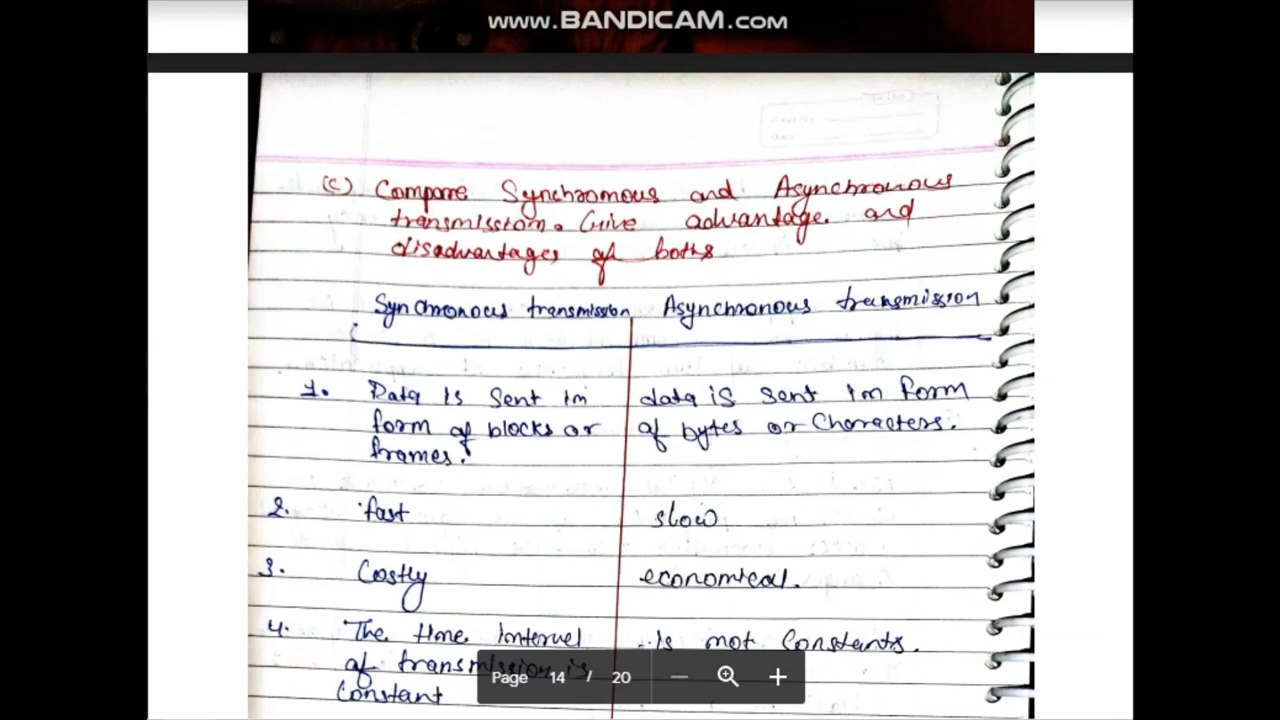 www.BANDICAM.com
(c) Compare Synchronous and Asynchronous
transmission. Give advantage and
disadvantages of boths
Synchronous transmission Asynchronous transmission
1. Data is sent in data is sent in form
form of blocks or of bytes or Characters.
frames.
2. fast slow
3. Costly economical.
4. The time interval is not Constants.
of transmission is
Constant
Page 14 / 20